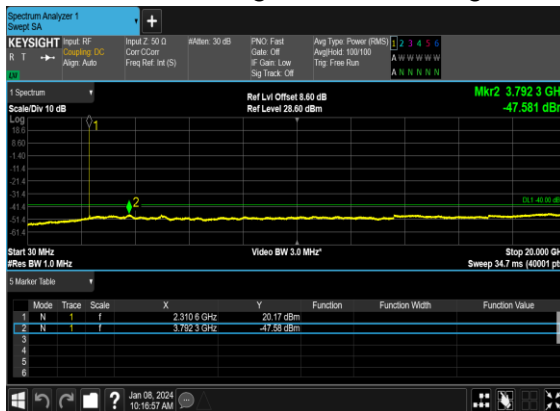 Spectrum Analyzer 1
Swept SA
+
KEYSIGHT Input: RF Input Z: 50 Ω #Atten: 30 dB PNO: Fast Avg Type: Power (RMS) 1 2 3 4 5 6
R T Coupling: DC Corr CCorr Gate: Off Avg|Hold: 100/100 A W W W W W
Align: Auto Freq Ref: Int (S) IF Gain: Low Trig: Free Run
Sig Track: Off A N N N N N
1 Spectrum
Ref Lvl Offset 8.60 dB Mkr2 3.792 3 GH
Scale/Div 10 dB Ref Level 28.60 dBm -47.581 dBm
Log
18.6
1
8.60
-1.40
-11.4
-21.4
-31.4
DL1 -40.00 dB
-41.4
2
-51.4
-61.4
Start 30 MHz Video BW 3.0 MHz* Stop 20.000 GH
#Res BW 1.0 MHz Sweep 34.7 ms (40001 pt
5 Marker Table
Mode Trace Scale X Y Function Function Width Function Value
1 N 1 f 2.310 6 GHz 20.17 dBm
2 N 1 f 3.792 3 GHz -47.58 dBm
3
4
5
6
? Jan 08, 2024
10:16:57 AM